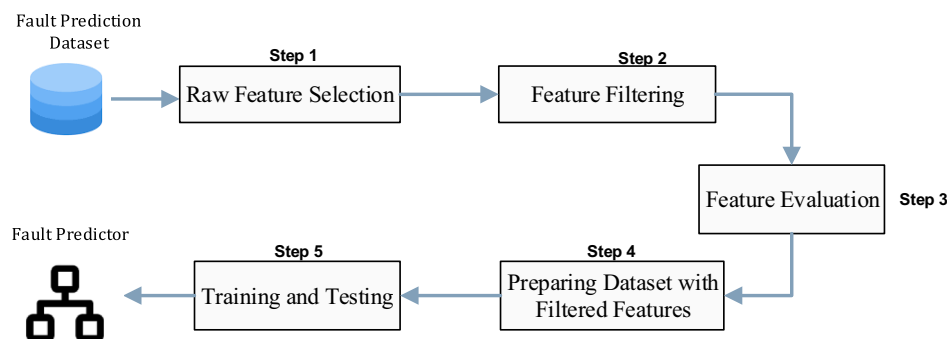 Fault Prediction
Dataset
Step 1
Raw Feature Selection
Step 2
Feature Filtering
Feature Evaluation
Step 3
Step 4
Preparing Dataset with
Filtered Features
Step 5
Training and Testing
Fault Predictor